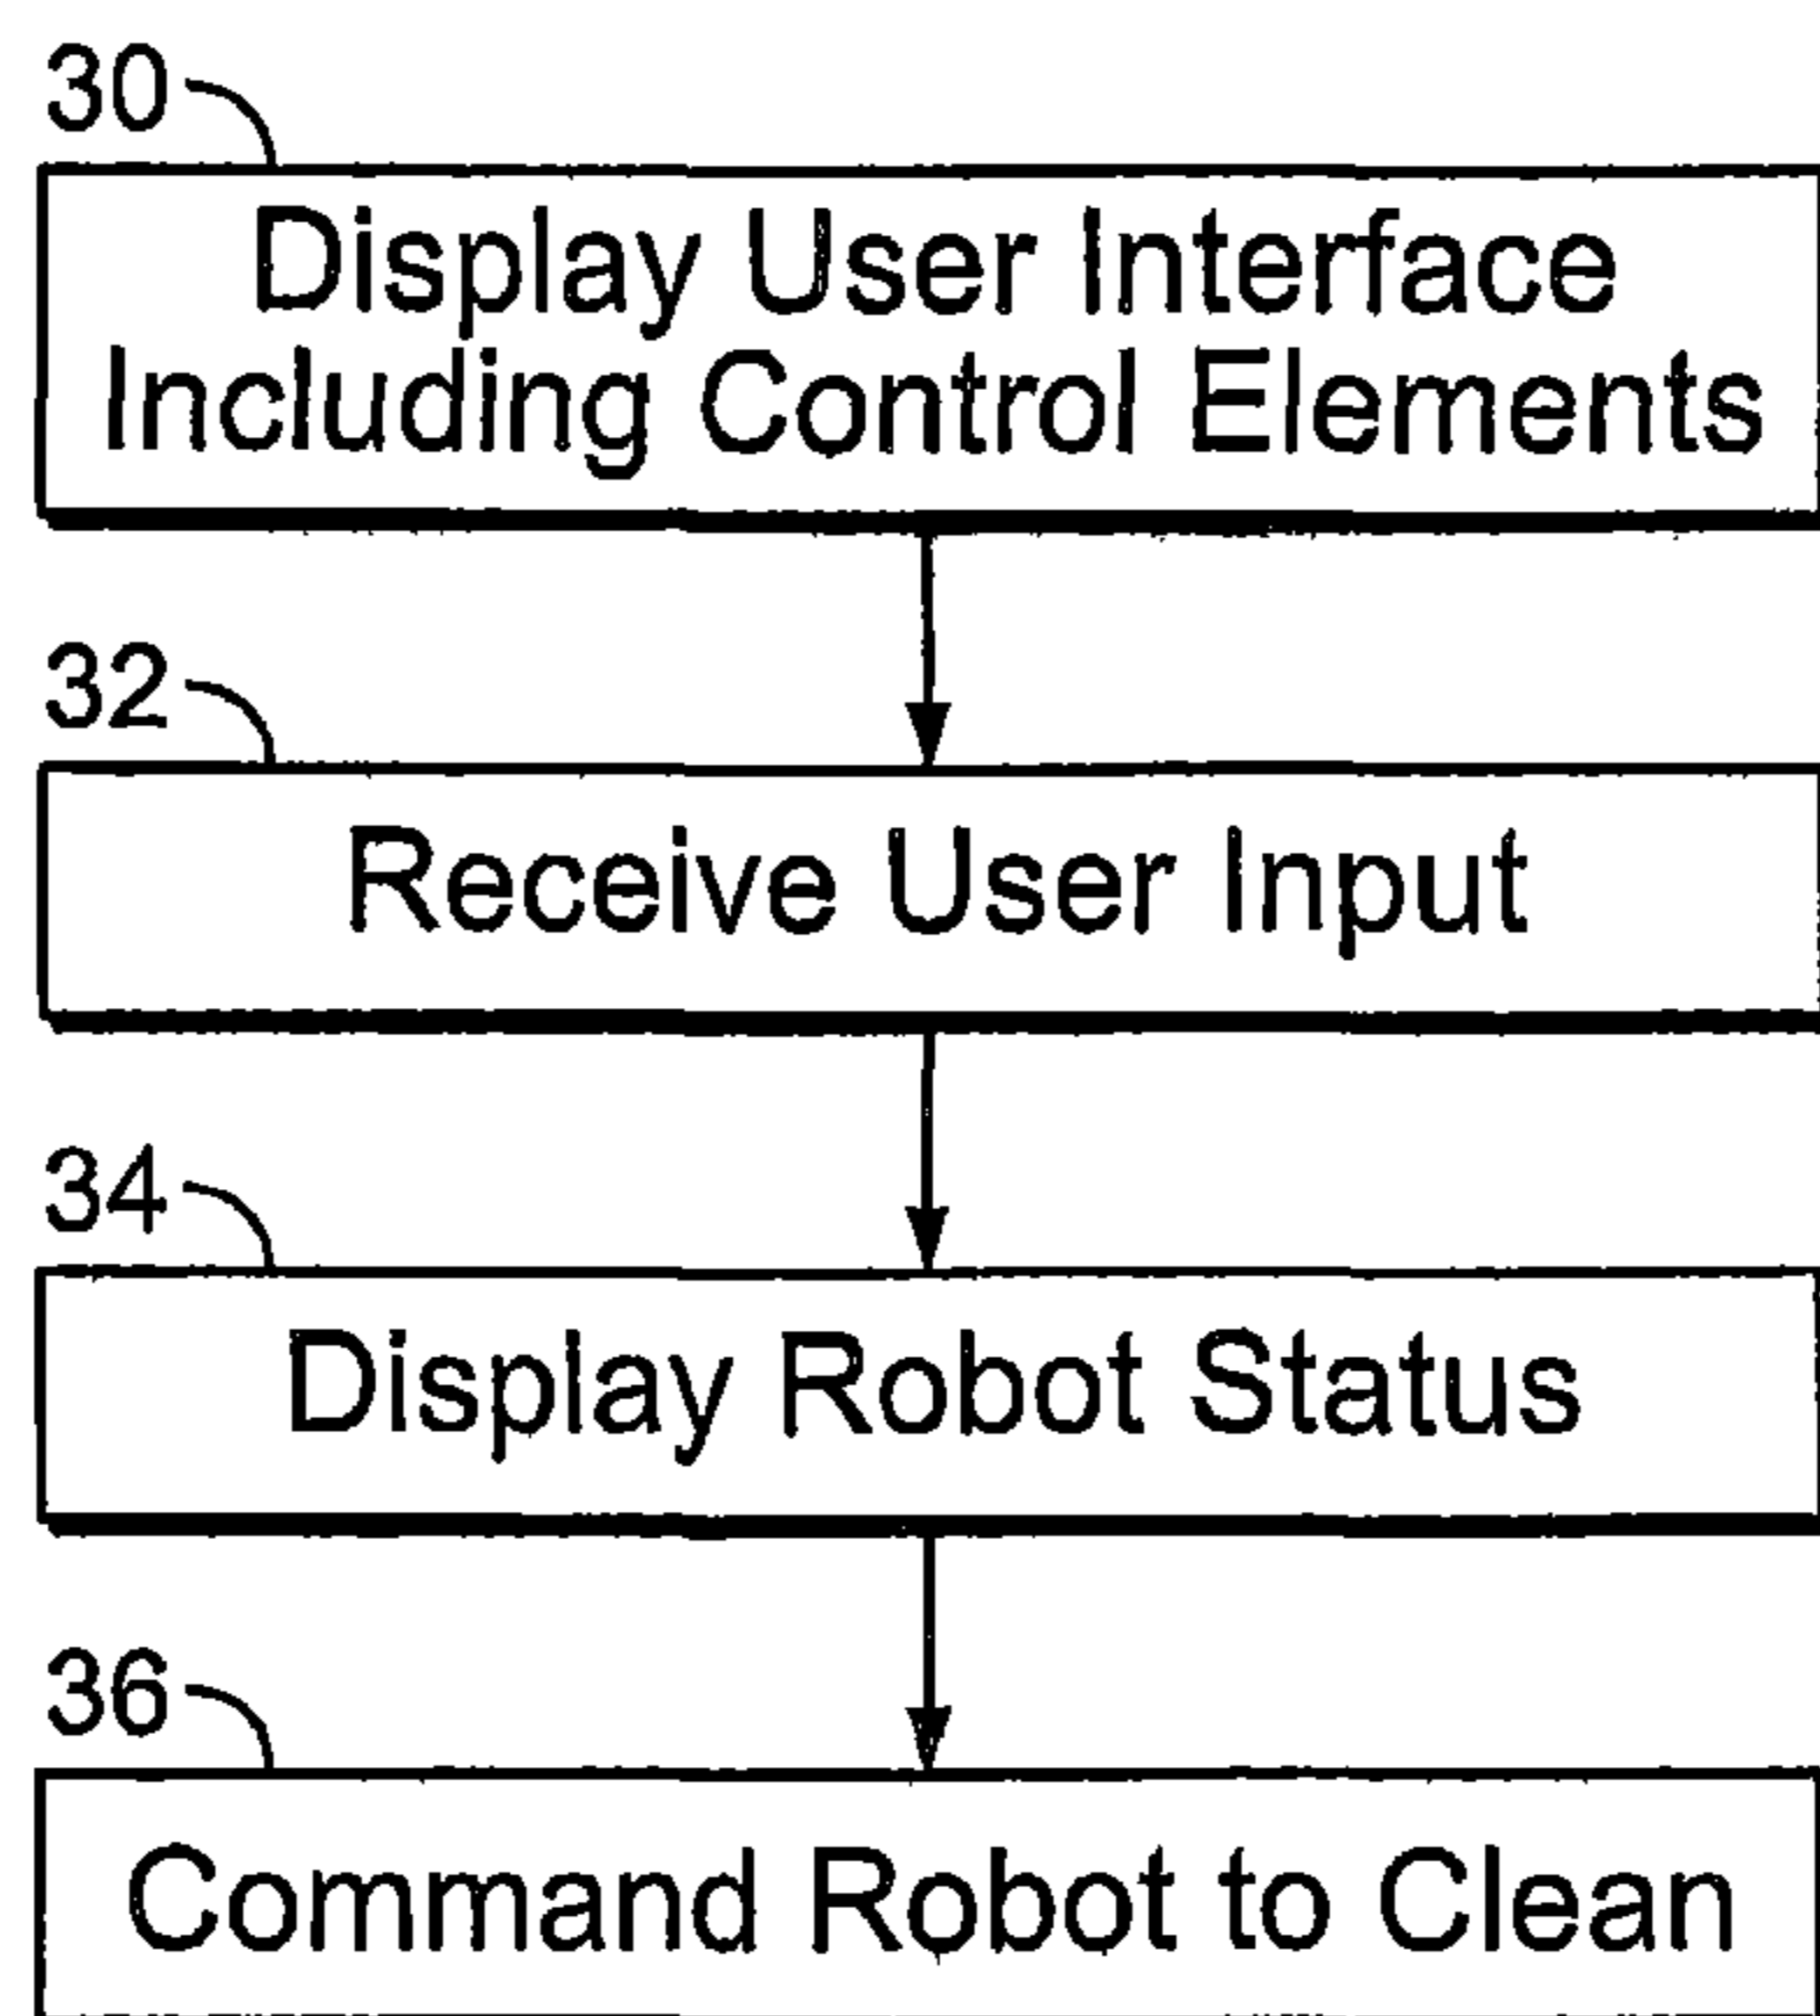 30
Display User Interface
Including Control Elements
32
Receive User Input
34
Display Robot Status
36
Command Robot to Clean